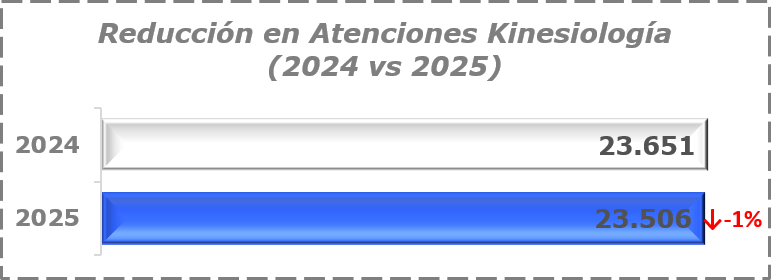 Reducción en Atenciones Kinesiología
(2024 vs 2025)
2024
23.651
2025
23.506
↓-1%